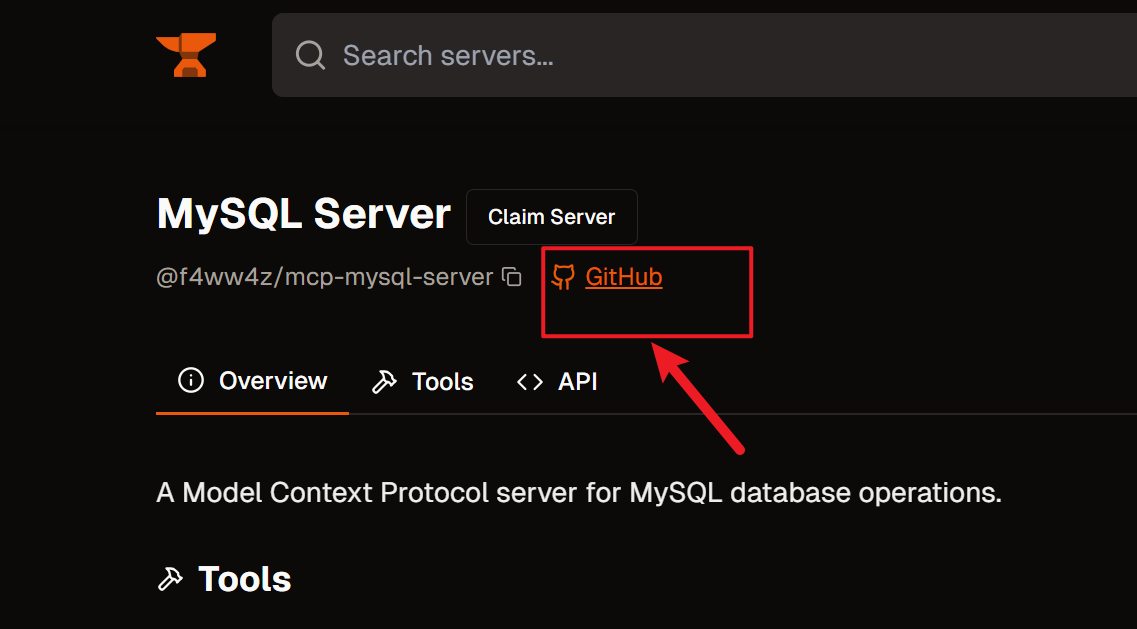 Search servers...
MySQL Server Claim Server
@f4ww4z/mcp-mysql-server GitHub
Overview Tools API
A Model Context Protocol server for MySQL database operations.
Tools